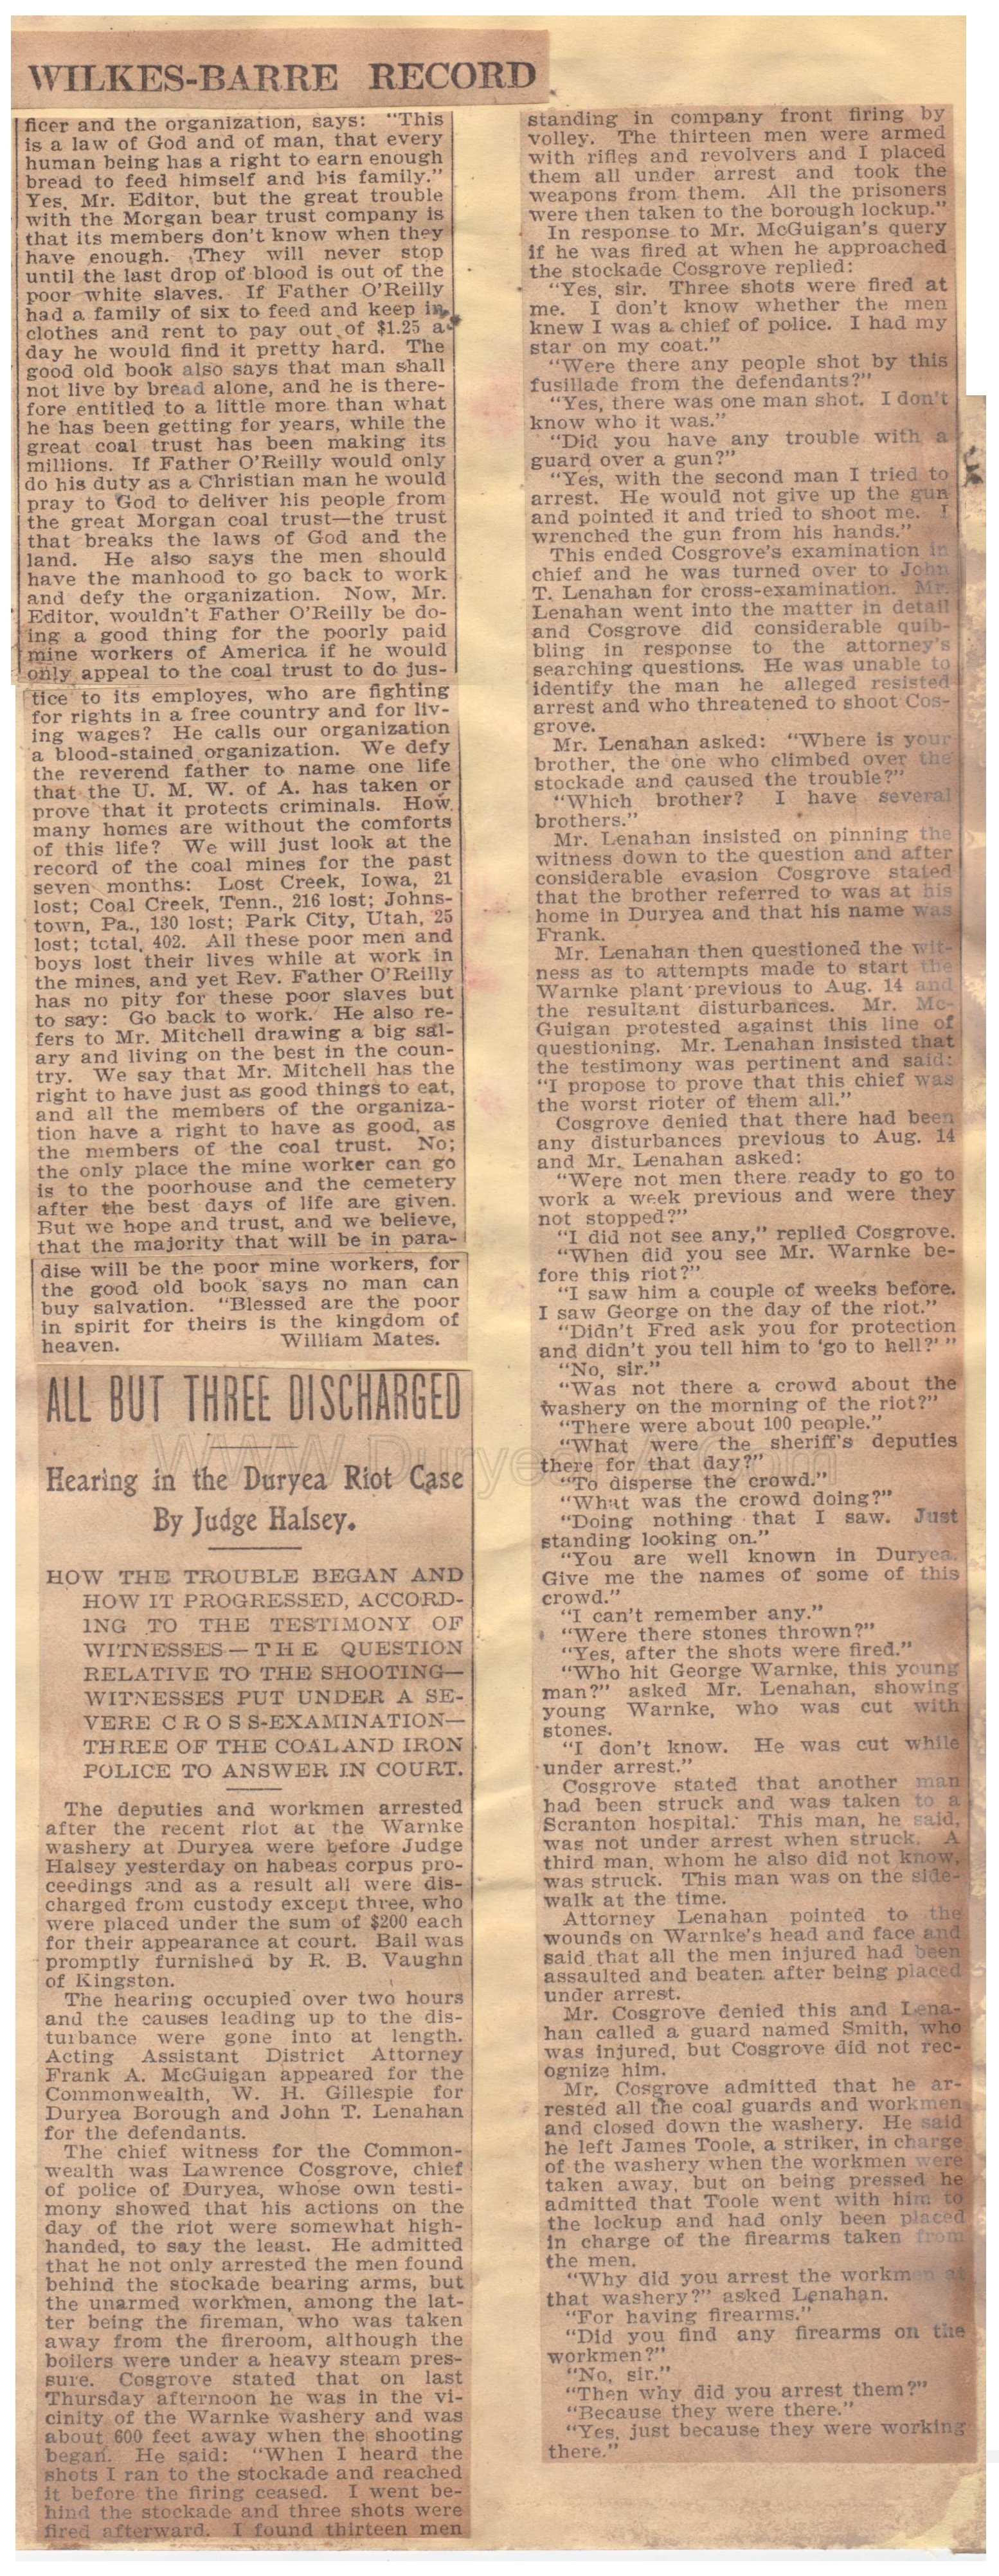 WILKES-BARRE RECORD
ficer and the organization, says: "This
is a law of God and of man, that every
human being has a right to earn enough
bread to feed himself and his family."
Yes, Mr. Editor, but the great trouble
with the Morgan bear trust company is
that its members don't know when they
have enough. They will never stop
until the last drop of blood is out of the
poor white slaves. If Father O'Reilly
had a family of six to feed and keep in
clothes and rent to pay out of $1.25 a
day he would find it pretty hard. The
good old book also says that man shall
not live by bread alone, and he is there-
fore entitled to a little more than what
he has been getting for years, while the
great coal trust has been making its
millions. If Father O'Reilly would only
do his duty as a Christian man he would
pray to God to deliver his people from
the great Morgan coal trust—the trust
that breaks the laws of God and the
land. He also says the men should
have the manhood to go back to work
and defy the organization. Now, Mr.
Editor, wouldn't Father O'Reilly be do-
ing a good thing for the poorly paid
mine workers of America if he would
only appeal to the coal trust to do jus-
tice to its employes, who are fighting
for rights in a free country and for liv-
ing wages? He calls our organization
a blood-stained organization. We defy
the reverend father to name one life
that the U. M. W. of A. has taken or
prove that it protects criminals. How
many homes are without the comforts
of this life? We will just look at the
record of the coal mines for the past
seven months: Lost Creek, Iowa, 21
lost; Coal Creek, Tenn., 216 lost; Johns-
town, Pa., 130 lost; Park City, Utah, 25
lost; total, 402. All these poor men and
boys lost their lives while at work in
the mines, and yet Rev. Father O'Reilly
has no pity for these poor slaves but
to say: Go back to work. He also re-
fers to Mr. Mitchell drawing a big sal-
ary and living on the best in the coun-
try. We say that Mr. Mitchell has the
right to have just as good things to eat,
and all the members of the organiza-
tion have a right to have as good, as
the members of the coal trust. No;
the only place the mine worker can go
is to the poorhouse and the cemetery
after the best days of life are given.
But we hope and trust, and we believe,
that the majority that will be in para-
dise will be the poor mine workers, for
the good old book says no man can
buy salvation. "Blessed are the poor
in spirit for theirs is the kingdom of
heaven. William Mates.
ALL BUT THREE DISCHARGED
Hearing in the Duryea Riot Case
By Judge Halsey.
HOW THE TROUBLE BEGAN AND
HOW IT PROGRESSED, ACCORD-
ING TO THE TESTIMONY OF
WITNESSES—THE QUESTION
RELATIVE TO THE SHOOTING—
WITNESSES PUT UNDER A SE-
VERE CROSS-EXAMINATION—
THREE OF THE COAL AND IRON
POLICE TO ANSWER IN COURT.
The deputies and workmen arrested
after the recent riot at the Warnke
washery at Duryea were before Judge
Halsey yesterday on habeas corpus pro-
ceedings and as a result all were dis-
charged from custody except three, who
were placed under the sum of $200 each
for their appearance at court. Bail was
promptly furnished by R. B. Vaughn
of Kingston.
The hearing occupied over two hours
and the causes leading up to the dis-
turbance were gone into at length.
Acting Assistant District Attorney
Frank A. McGuigan appeared for the
Commonwealth, W. H. Gillespie for
Duryea Borough and John T. Lenahan
for the defendants.
The chief witness for the Common-
wealth was Lawrence Cosgrove, chief
of police of Duryea, whose own testi-
mony showed that his actions on the
day of the riot were somewhat high-
handed, to say the least. He admitted
that he not only arrested the men found
behind the stockade bearing arms, but
the unarmed workmen, among the lat-
ter being the fireman, who was taken
away from the fireroom, although the
boilers were under a heavy steam pres-
sure. Cosgrove stated that on last
Thursday afternoon he was in the vi-
cinity of the Warnke washery and was
about 600 feet away when the shooting
began. He said: "When I heard the
shots I ran to the stockade and reached
it before the firing ceased. I went be-
hind the stockade and three shots were
fired afterward. I found thirteen men
standing in company front firing by
volley. The thirteen men were armed
with rifles and revolvers and I placed
them all under arrest and took the
weapons from them. All the prisoners
were then taken to the borough lockup."
In response to Mr. McGuigan's query
if he was fired at when he approached
the stockade Cosgrove replied:
"Yes, sir. Three shots were fired at
me. I don't know whether the men
knew I was a chief of police. I had my
star on my coat."
"Were there any people shot by this
fusillade from the defendants?"
"Yes, there was one man shot. I don't
know who it was."
"Did you have any trouble with a
guard over a gun?"
"Yes, with the second man I tried to
arrest. He would not give up the gun
and pointed it and tried to shoot me. I
wrenched the gun from his hands."
This ended Cosgrove's examination in
chief and he was turned over to John
T. Lenahan for cross-examination. Mr.
Lenahan went into the matter in detail
and Cosgrove did considerable quib-
bling in response to the attorney's
searching questions. He was unable to
identify the man he alleged resisted
arrest and who threatened to shoot Cos-
grove.
Mr. Lenahan asked: "Where is your
brother, the one who climbed over the
stockade and caused the trouble?"
"Which brother? I have several
brothers."
Mr. Lenahan insisted on pinning the
witness down to the question and after
considerable evasion Cosgrove stated
that the brother referred to was at his
home in Duryea and that his name was
Frank.
Mr. Lenahan then questioned the wit-
ness as to attempts made to start the
Warnke plant previous to Aug. 14 and
the resultant disturbances. Mr. Mc-
Guigan protested against this line of
questioning. Mr. Lenahan insisted that
the testimony was pertinent and said:
"I propose to prove that this chief was
the worst rioter of them all."
Cosgrove denied that there had been
any disturbances previous to Aug. 14
and Mr. Lenahan asked:
"Were not men there ready to go to
work a week previous and were they
not stopped?"
"I did not see any," replied Cosgrove.
"When did you see Mr. Warnke be-
fore this riot?"
"I saw him a couple of weeks before.
I saw George on the day of the riot."
"Didn't Fred ask you for protection
and didn't you tell him to 'go to hell?'"
"No, sir."
"Was not there a crowd about the
washery on the morning of the riot?"
"There were about 100 people."
"What were the sheriff's deputies
there for that day?"
"To disperse the crowd."
"What was the crowd doing?"
"Doing nothing that I saw. Just
standing looking on."
"You are well known in Duryea.
Give me the names of some of this
crowd."
"I can't remember any."
"Were there stones thrown?"
"Yes, after the shots were fired."
"Who hit George Warnke, this young
man?" asked Mr. Lenahan, showing
young Warnke, who was cut with
stones.
"I don't know. He was cut while
under arrest."
Cosgrove stated that another man
had been struck and was taken to a
Scranton hospital. This man, he said,
was not under arrest when struck. A
third man, whom he also did not know,
was struck. This man was on the side-
walk at the time.
Attorney Lenahan pointed to the
wounds on Warnke's head and face and
said that all the men injured had been
assaulted and beaten after being placed
under arrest.
Mr. Cosgrove denied this and Lena-
han called a guard named Smith, who
was injured, but Cosgrove did not rec-
ognize him.
Mr. Cosgrove admitted that he ar-
rested all the coal guards and workmen
and closed down the washery. He said
he left James Toole, a striker, in charge
of the washery when the workmen were
taken away, but on being pressed he
admitted that Toole went with him to
the lockup and had only been placed
in charge of the firearms taken from
the men.
"Why did you arrest the workmen at
that washery?" asked Lenahan.
"For having firearms."
"Did you find any firearms on the
workmen?"
"No, sir."
"Then why did you arrest them?"
"Because they were there."
"Yes, just because they were working
there."